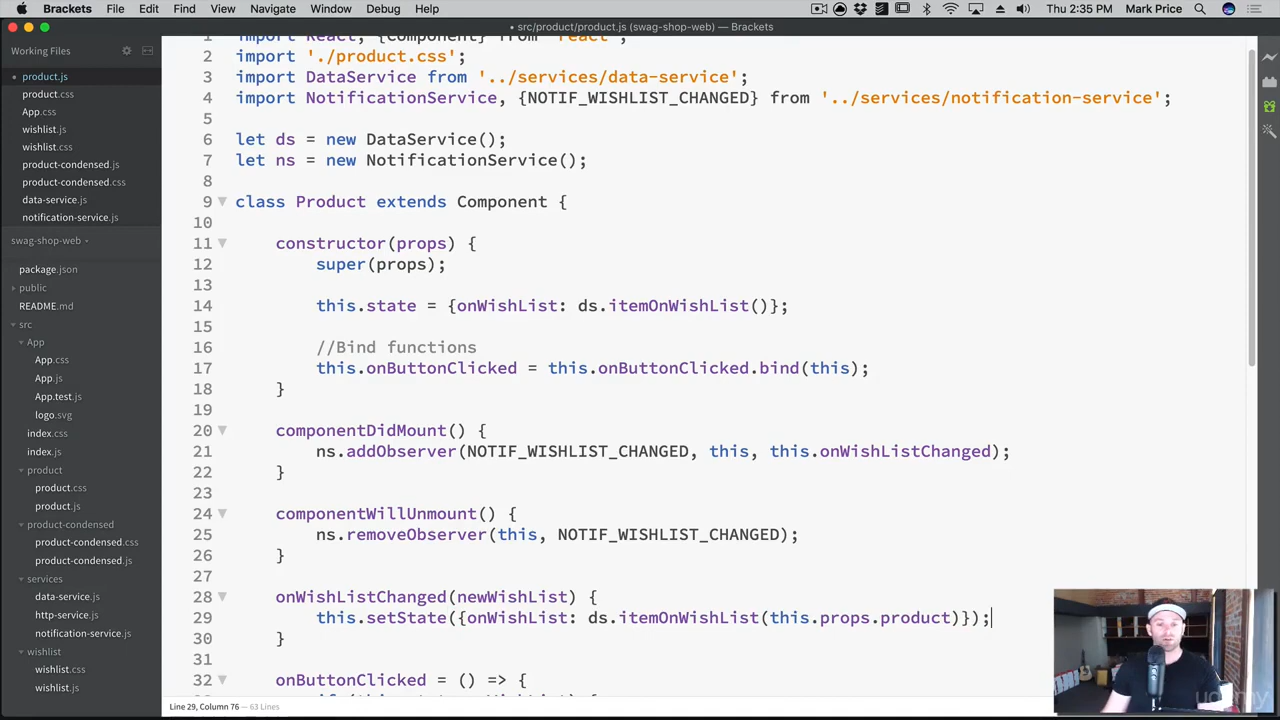 Brackets File Edit Find View Navigate Window Debug Help Thu 2:35 PM Mark Price
• src/product/product.js (swag-shop-web) — Brackets
Working Files
product.js
product.css
App.css
wishlist.js
wishlist.css
product-condensed.js
product-condensed.css
data-service.js
notification-service.js
swag-shop-web
package.json
public
README.md
src
App
App.css
App.js
App.test.js
logo.svg
index.css
index.js
product
product.css
product.js
product-condensed
product-condensed.css
product-condensed.js
services
data-service.js
http-service.js
notification-service.js
wishlist
wishlist.css
wishlist.js
1 import React, {Component} from 'react';
2 import './product.css';
3 import DataService from '../services/data-service';
4 import NotificationService, {NOTIF_WISHLIST_CHANGED} from '../services/notification-service';
5
6 let ds = new DataService();
7 let ns = new NotificationService();
8
9 class Product extends Component {
10
11 constructor(props) {
12 super(props);
13
14 this.state = {onWishList: ds.itemOnWishList()};
15
16 //Bind functions
17 this.onButtonClicked = this.onButtonClicked.bind(this);
18 }
19
20 componentDidMount() {
21 ns.addObserver(NOTIF_WISHLIST_CHANGED, this, this.onWishListChanged);
22 }
23
24 componentWillUnmount() {
25 ns.removeObserver(this, NOTIF_WISHLIST_CHANGED);
26 }
27
28 onWishListChanged(newWishList) {
29 this.setState({onWishList: ds.itemOnWishList(this.props.product)});
30 }
31
32 onButtonClicked = () => {
Line 29, Column 76 — 63 Lines
udemy